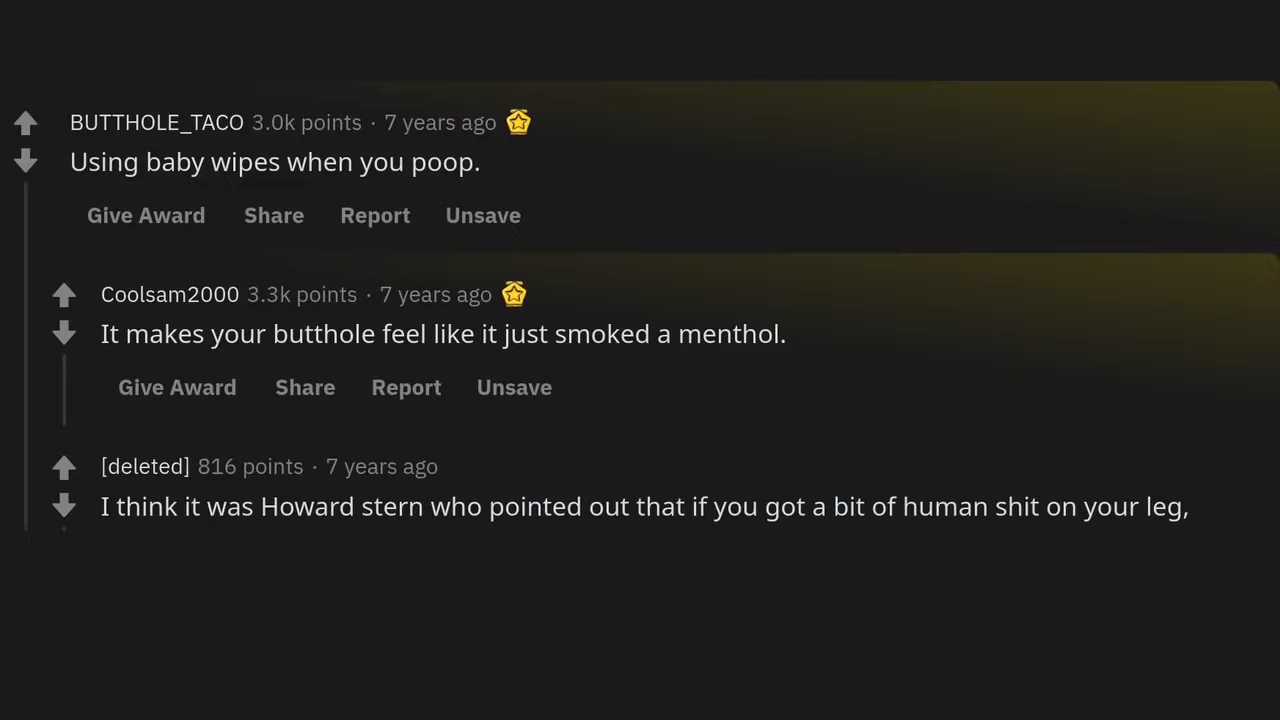 BUTTHOLE_TACO 3.0k points · 7 years ago
Using baby wipes when you poop.
Give Award Share Report Unsave
Coolsam2000 3.3k points · 7 years ago
It makes your butthole feel like it just smoked a menthol.
Give Award Share Report Unsave
[deleted] 816 points · 7 years ago
I think it was Howard stern who pointed out that if you got a bit of human shit on your leg,